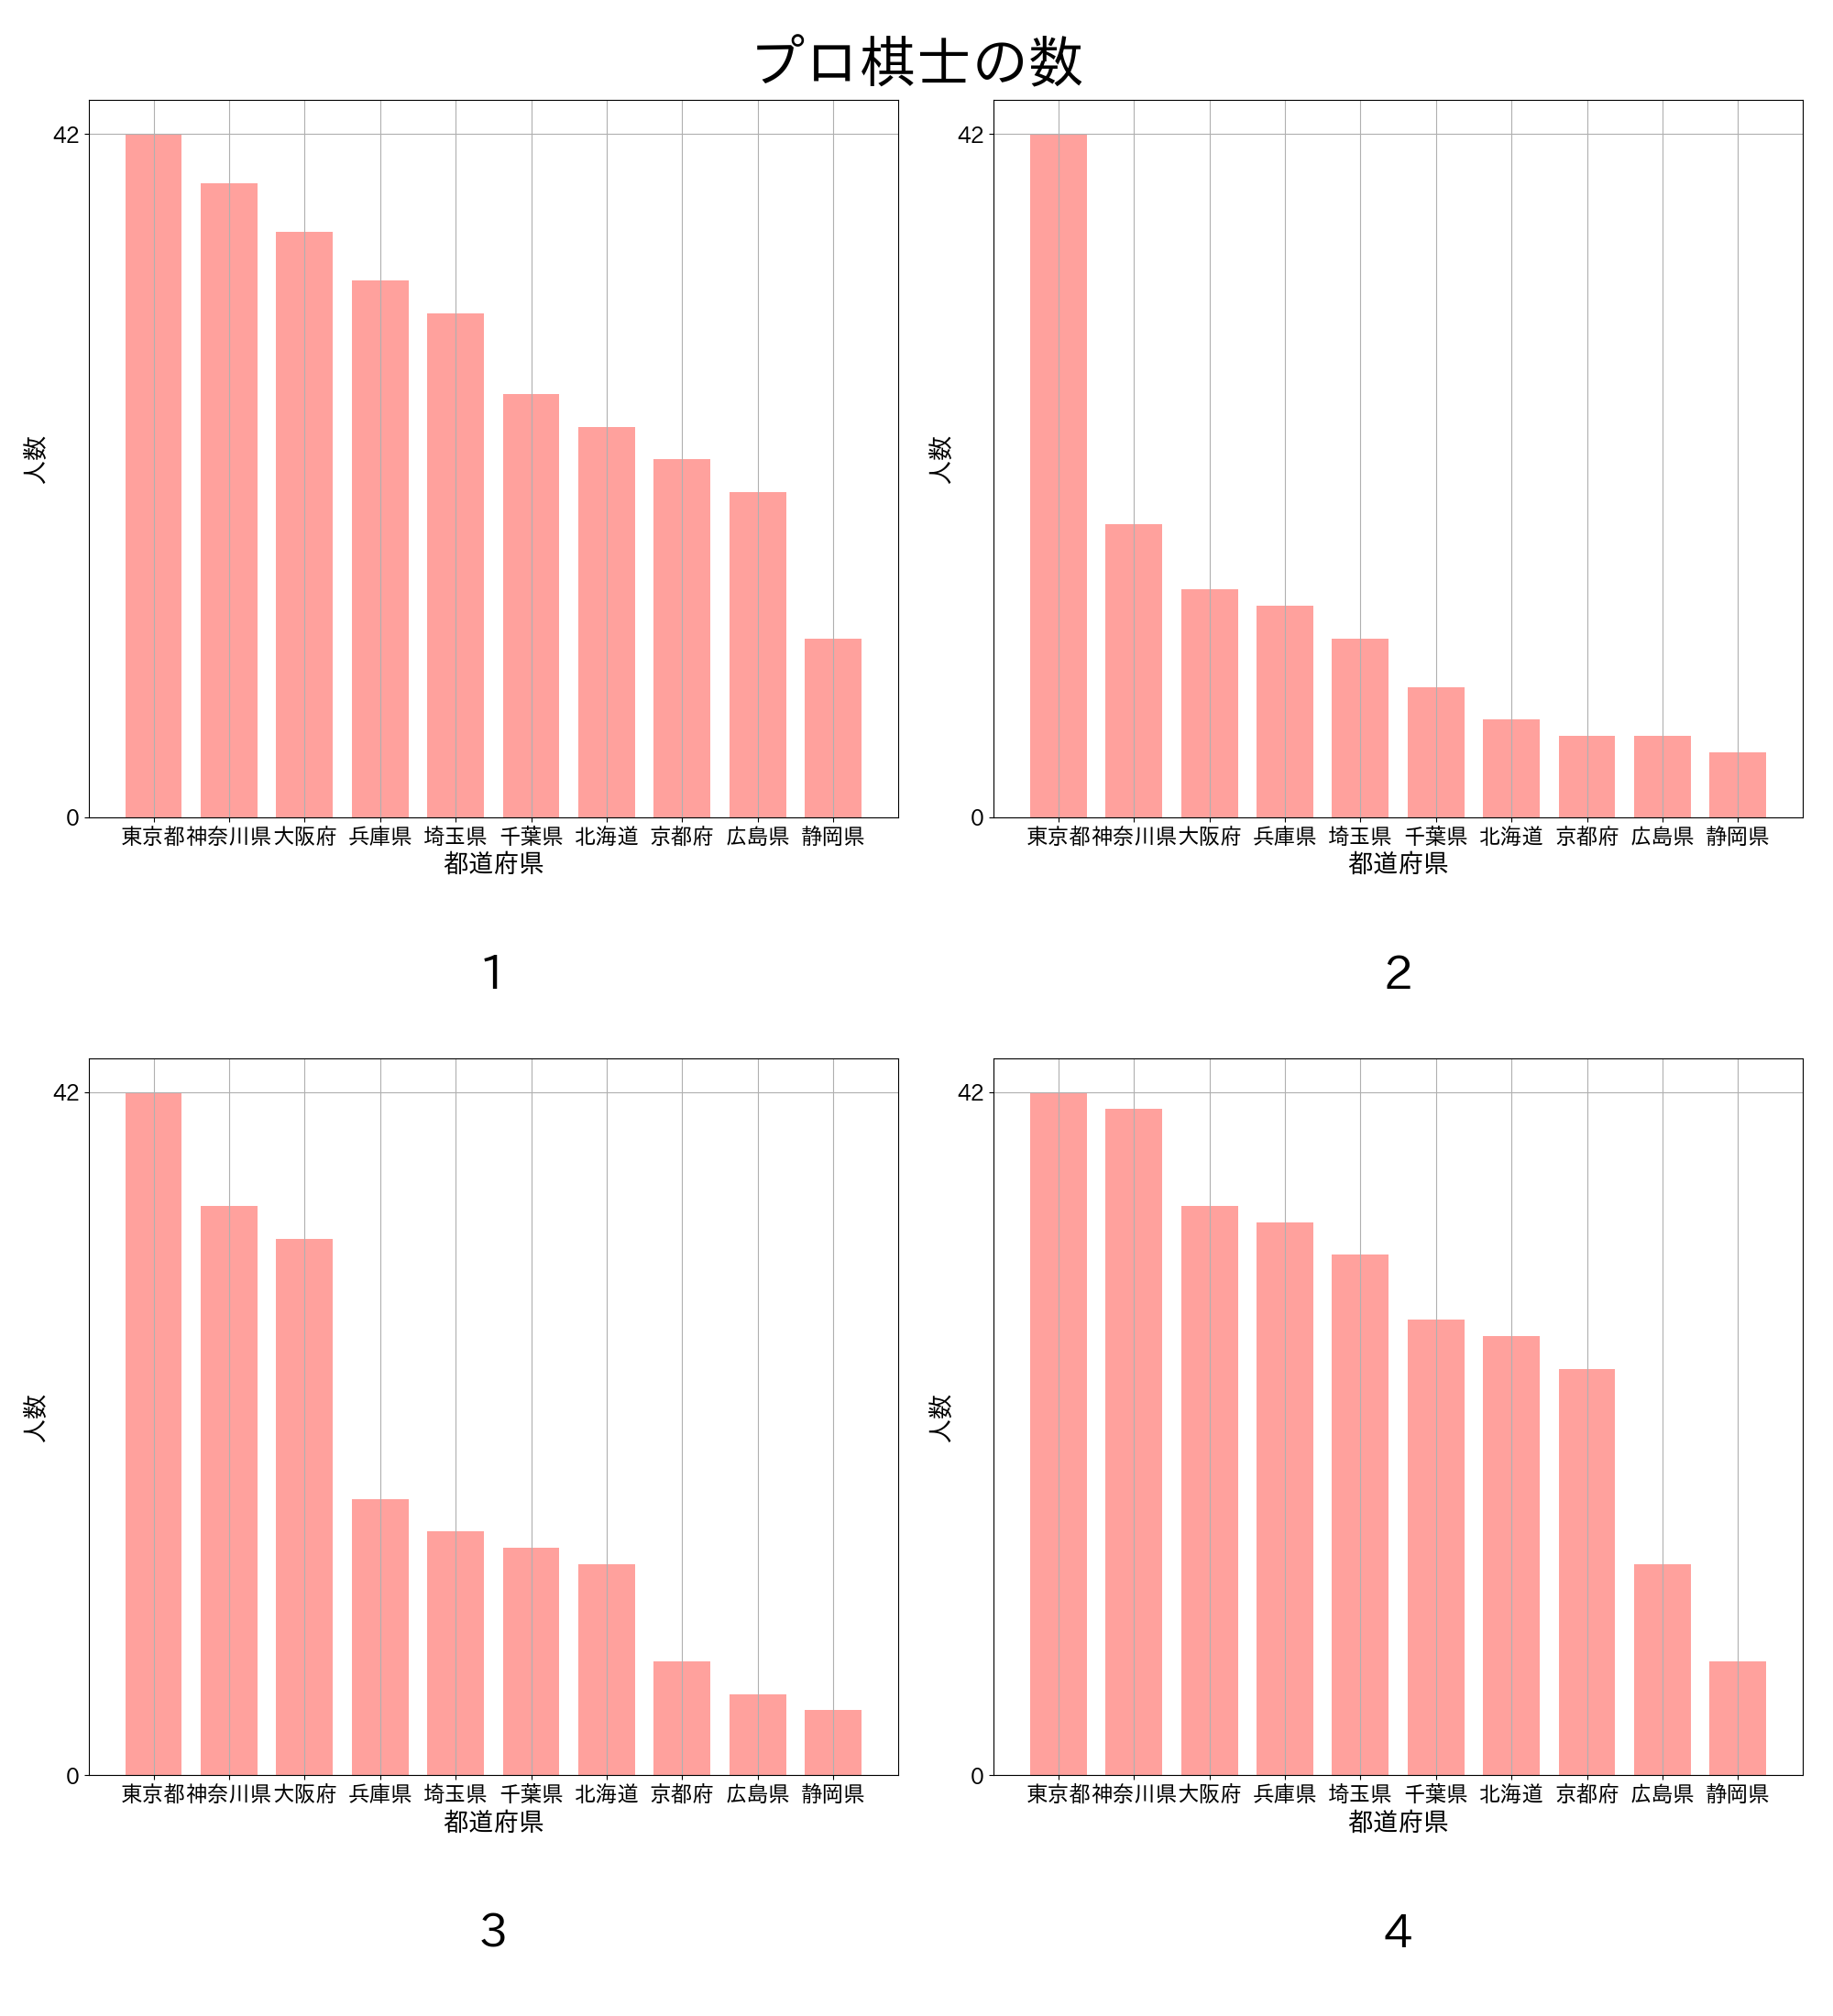 プロ棋士の数
42
0
人数
東京都 神奈川県 大阪府 兵庫県 埼玉県 千葉県 北海道 京都府 広島県 静岡県
都道府県
1
42
0
人数
東京都 神奈川県 大阪府 兵庫県 埼玉県 千葉県 北海道 京都府 広島県 静岡県
都道府県
2
42
0
人数
東京都 神奈川県 大阪府 兵庫県 埼玉県 千葉県 北海道 京都府 広島県 静岡県
都道府県
3
42
0
人数
東京都 神奈川県 大阪府 兵庫県 埼玉県 千葉県 北海道 京都府 広島県 静岡県
都道府県
4